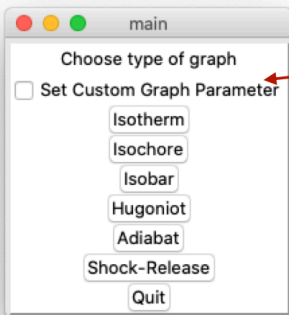 main
Choose type of graph
Set Custom Graph Parameter
Isotherm
Isochore
Isobar
Hugoniot
Adiabat
Shock-Release
Quit